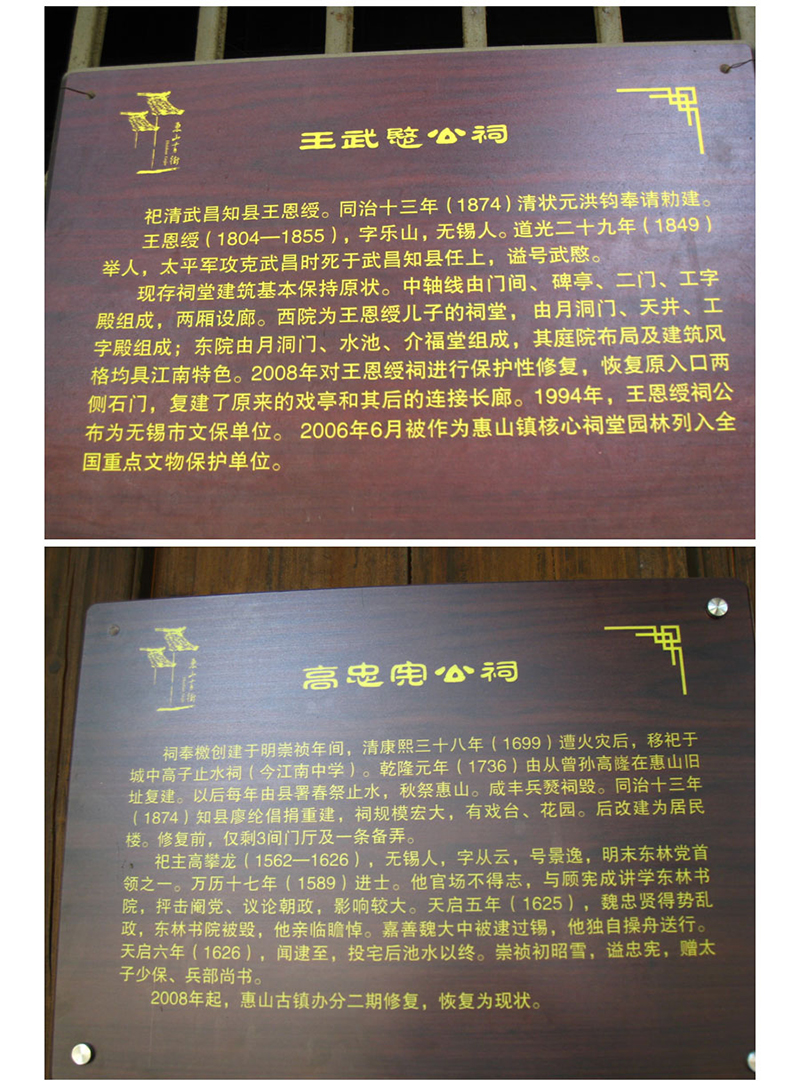 惠山古街
王武愍公祠
祀清武昌知县王恩绶。同治十三年（1874）清状元洪钧奉请勅建。
王恩绶（1804—1855），字乐山，无锡人。道光二十九年（1849）
举人，太平军攻克武昌时死于武昌知县任上，谥号武愍。
现存祠堂建筑基本保持原状。中轴线由门间、碑亭、二门、工字
殿组成，两厢设廊。西院为王恩绶儿子的祠堂，由月洞门、天井、工
字殿组成；东院由月洞门、水池、介福堂组成，其庭院布局及建筑风
格均具江南特色。2008年对王恩绶祠进行保护性修复，恢复原入口两
侧石门，复建了原来的戏亭和其后的连接长廊。1994年，王恩绶祠公
布为无锡市文保单位。 2006年6月被作为惠山镇核心祠堂园林列入全
国重点文物保护单位。
惠山古街
高忠宪公祠
祠奉檄创建于明崇祯年间，清康熙三十八年（1699）遭火灾后，移祀于
城中高子止水祠（今江南中学）。乾隆元年（1736）由从曾孙高隆在惠山旧
址复建。以后每年由县署春祭止水，秋祭惠山。咸丰兵燹祠毁。同治十三年
（1874）知县廖纶倡捐重建，祠规模宏大，有戏台、花园。后改建为居民
楼。修复前，仅剩3间门厅及一条备弄。
祀主高攀龙（1562—1626），无锡人，字从云，号景逸，明末东林党首
领之一。万历十七年（1589）进士。他官场不得志，与顾宪成讲学东林书
院，抨击阉党、议论朝政，影响较大。天启五年（1625），魏忠贤得势乱
政，东林书院被毁，他亲临瞻悼。嘉善魏大中被逮过锡，他独自操舟送行。
天启六年（1626），闻逮至，投宅后池水以终。崇祯初昭雪，谥忠宪，赠太
子少保、兵部尚书。
2008年起，惠山古镇办分二期修复，恢复为现状。